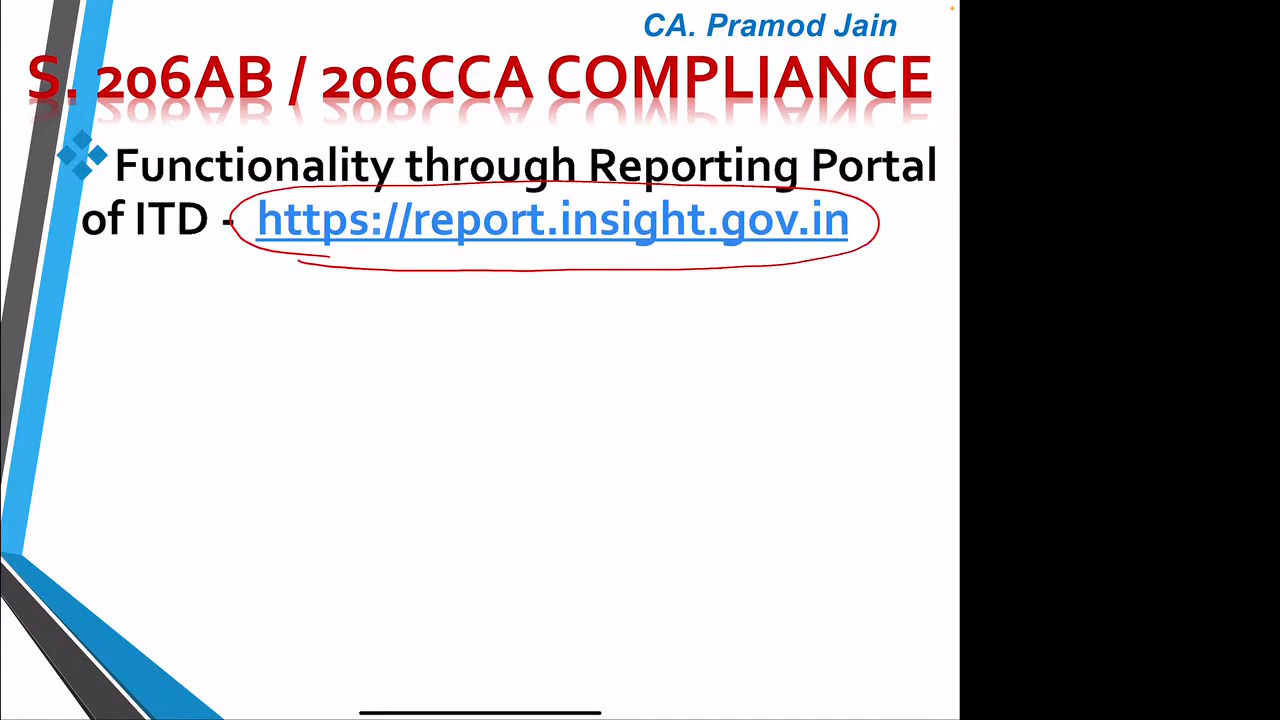 CA. Pramod Jain
S. 206AB / 206CCA COMPLIANCE
Functionality through Reporting Portal
of ITD - https://report.insight.gov.in